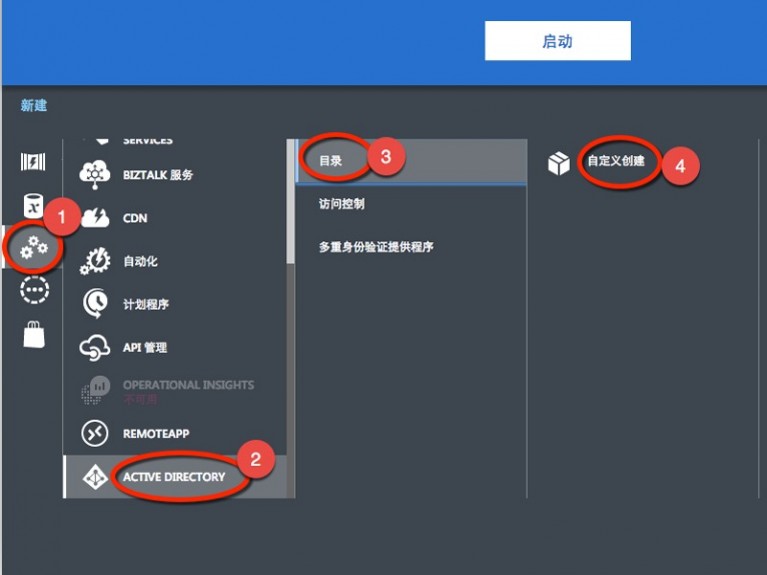 启动
新建
SERVICES
BIZTALK 服务
CDN
自动化
计划程序
API 管理
OPERATIONAL INSIGHTS
不可用
REMOTEAPP
ACTIVE DIRECTORY
目录
访问控制
多重身份验证提供程序
自定义创建
1
2
3
4